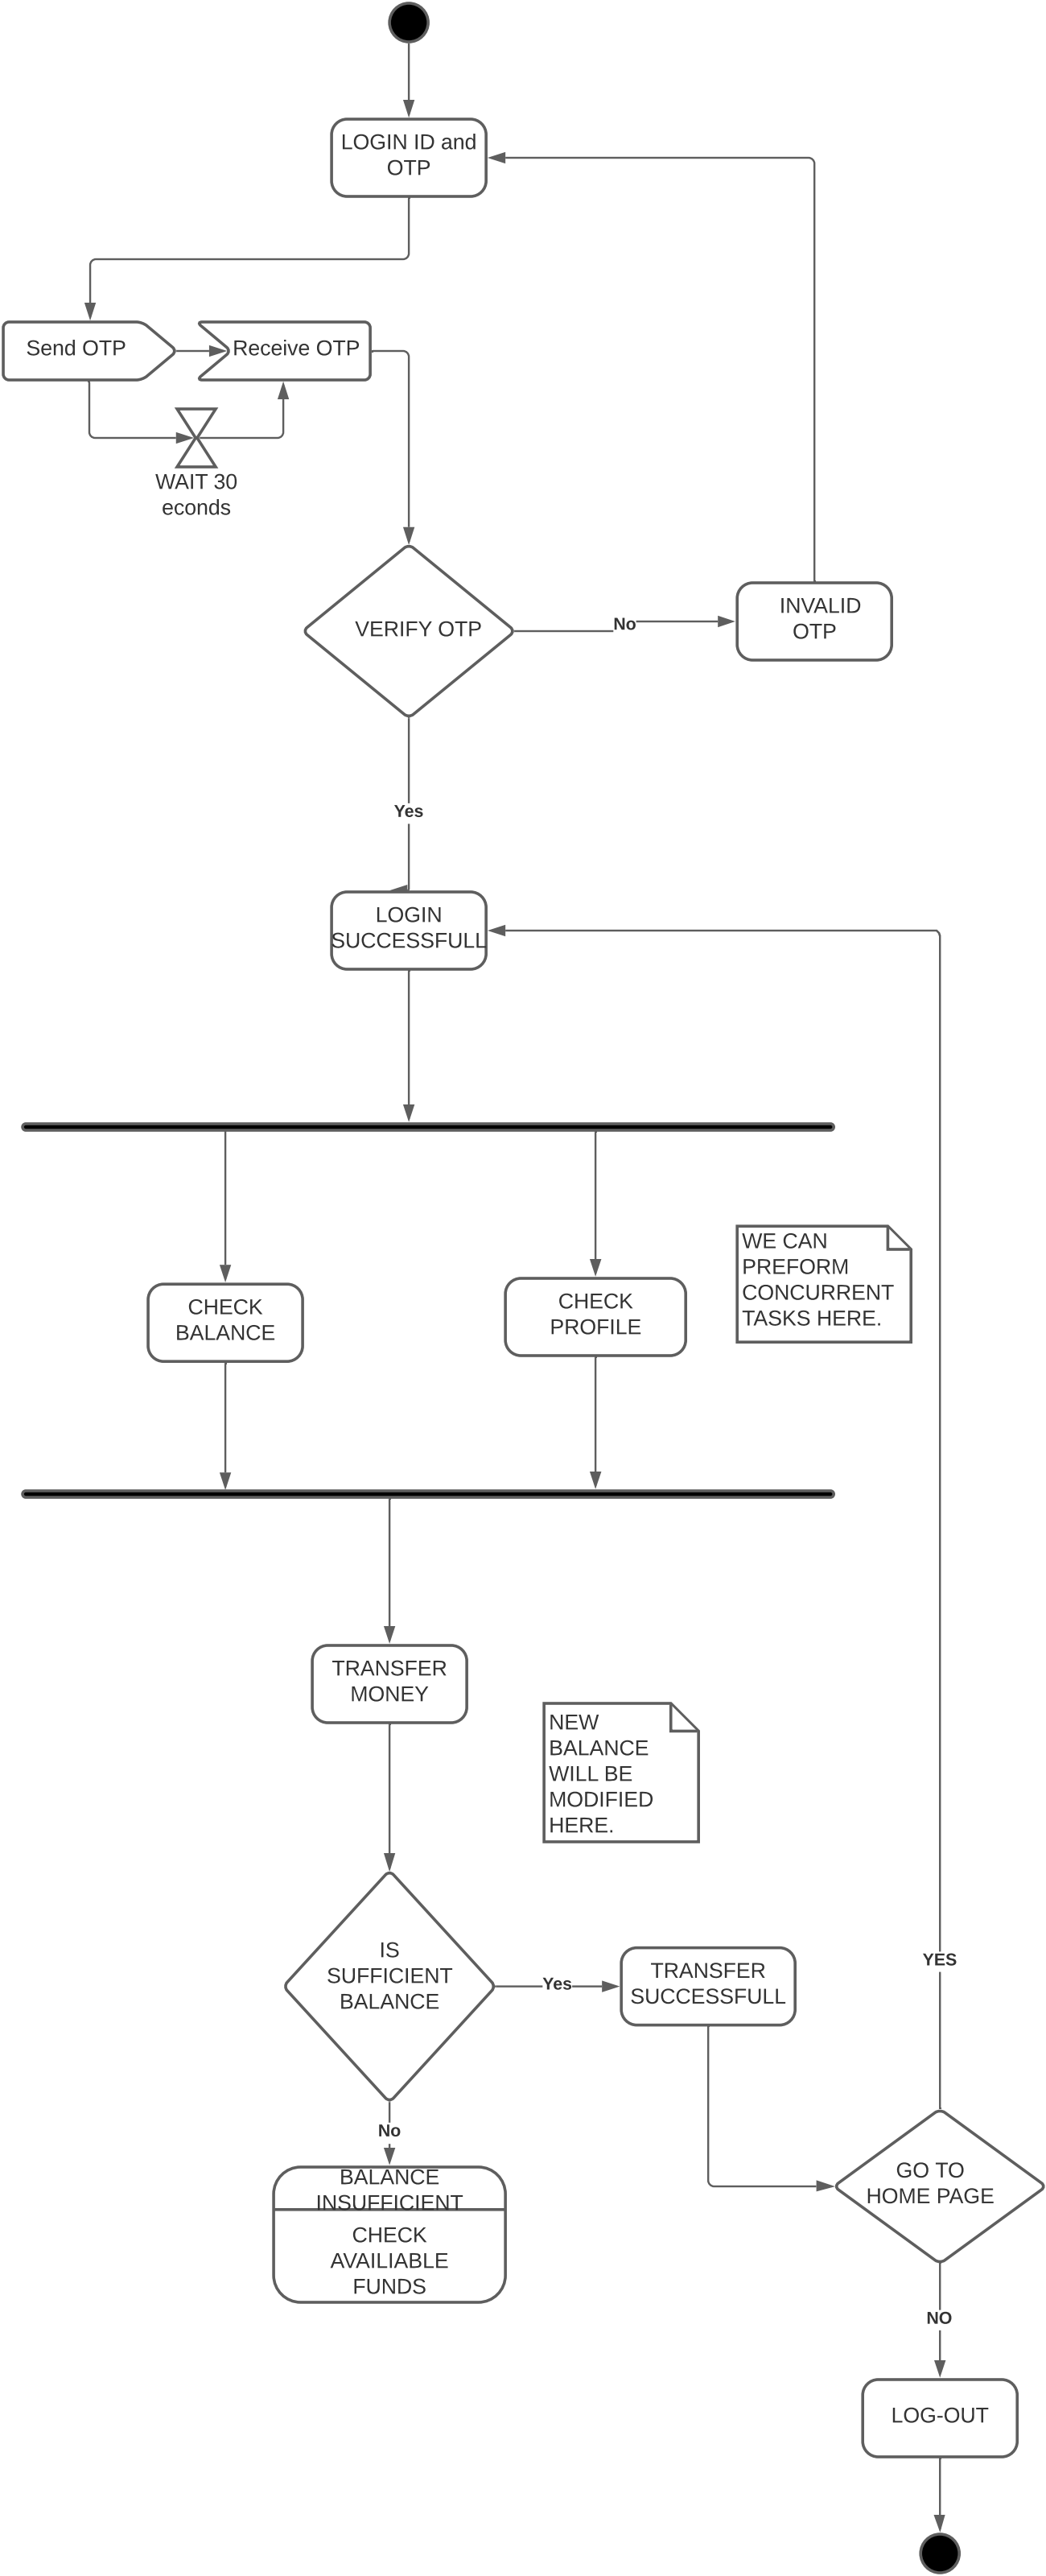 LOGIN ID and
OTP
Send OTP
Receive OTP
WAIT 30
econds
VERIFY OTP
No
INVALID
OTP
Yes
LOGIN
SUCCESSFULL
WE CAN
PREFORM
CONCURRENT
TASKS HERE.
CHECK
BALANCE
CHECK
PROFILE
TRANSFER
MONEY
NEW
BALANCE
WILL BE
MODIFIED
HERE.
IS
SUFFICIENT
BALANCE
Yes
TRANSFER
SUCCESSFULL
YES
No
BALANCE
INSUFFICIENT
CHECK
AVAILIABLE
FUNDS
GO TO
HOME PAGE
NO
LOG-OUT